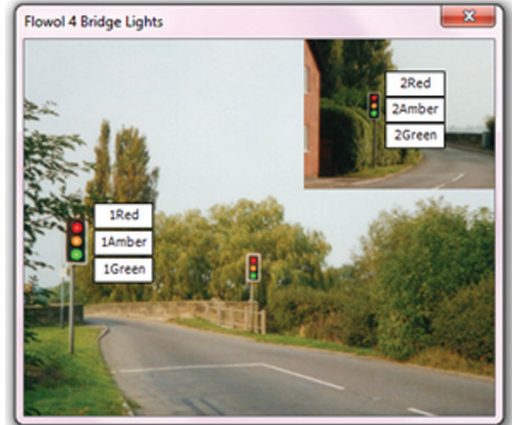 Flowol 4 Bridge Lights
2Red
2Amber
2Green
1Red
1Amber
1Green